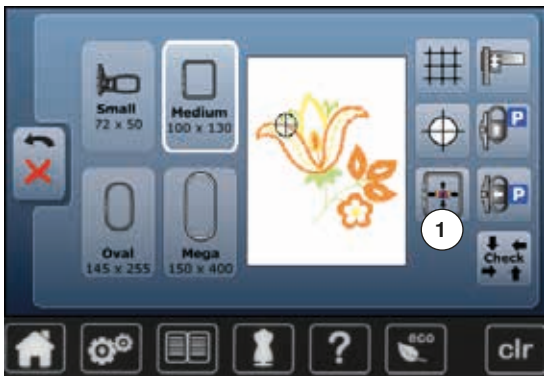 Small
72 x 50
Medium
100 x 130
Oval
145 x 255
Mega
150 x 400
P
P
1
Check
?
eco
clr